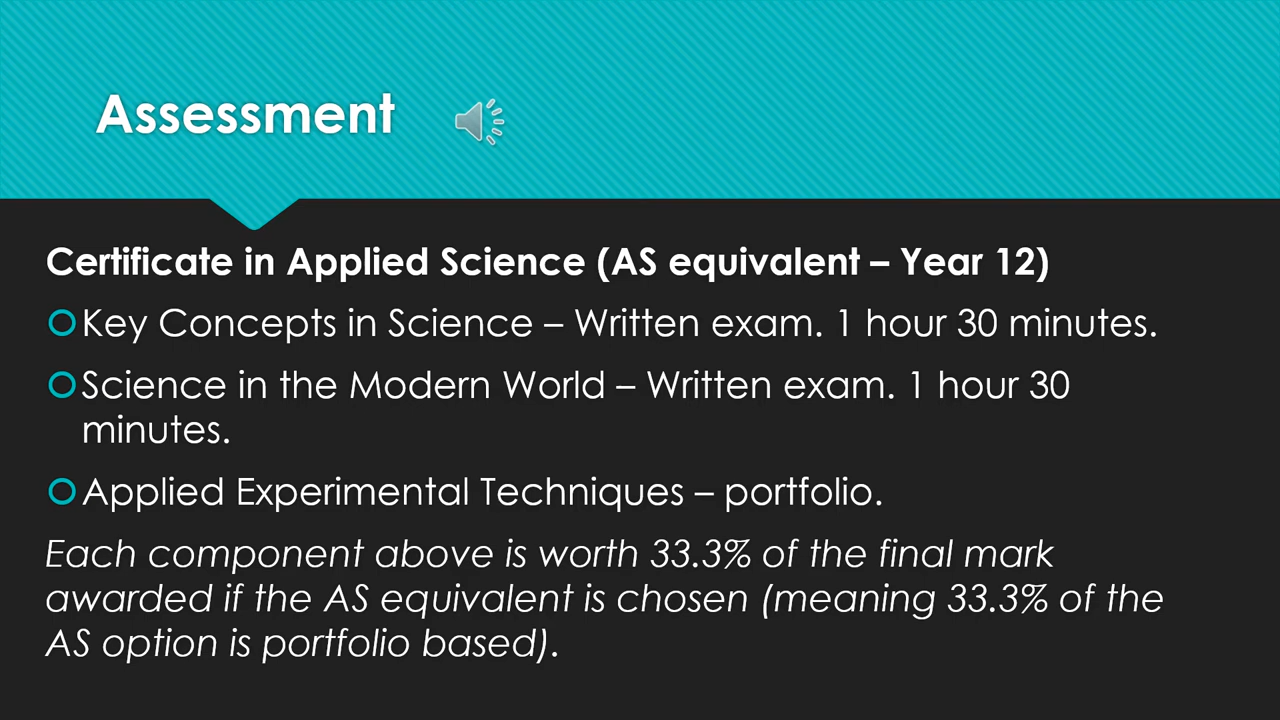 Assessment
Certificate in Applied Science (AS equivalent – Year 12)
Key Concepts in Science – Written exam. 1 hour 30 minutes.
Science in the Modern World – Written exam. 1 hour 30
minutes.
Applied Experimental Techniques – portfolio.
Each component above is worth 33.3% of the final mark
awarded if the AS equivalent is chosen (meaning 33.3% of the
AS option is portfolio based).